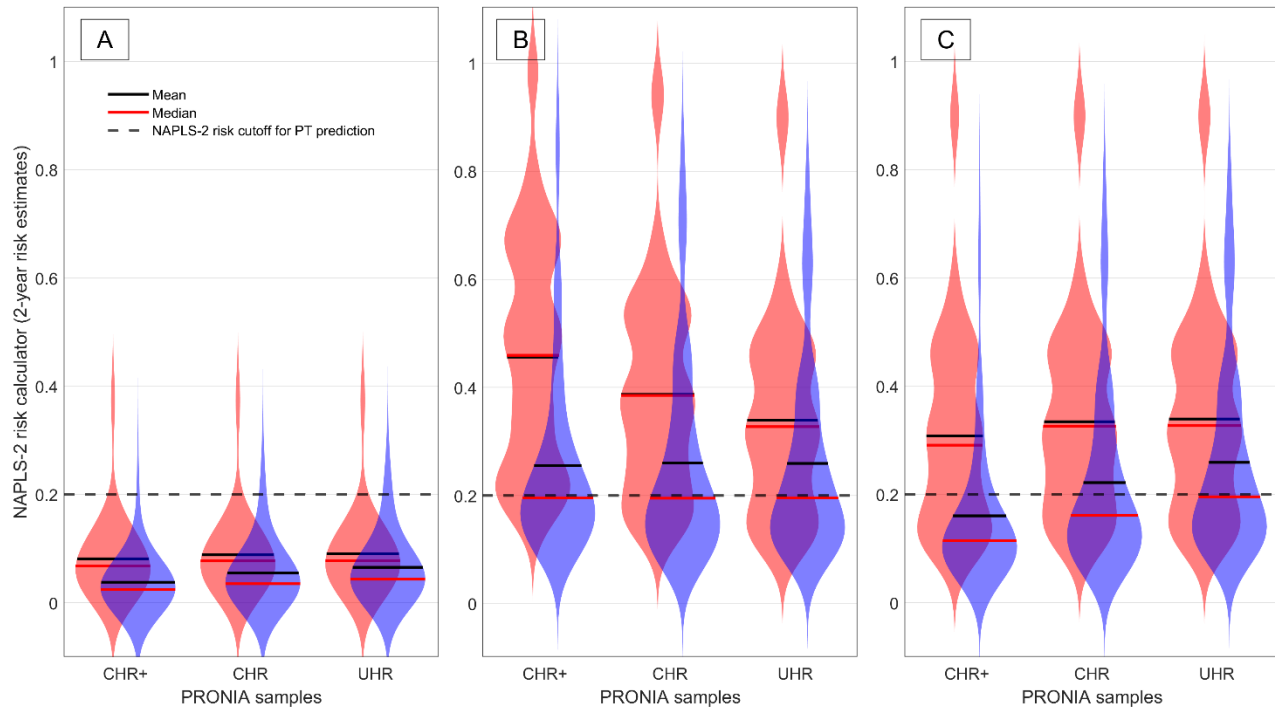 A
B
C
NAPLS-2 risk calculator (2-year risk estimates)
1
0.8
0.6
0.4
0.2
0
Mean
Median
NAPLS-2 risk cutoff for PT prediction
CHR+
CHR
UHR
PRONIA samples
1
0.8
0.6
0.4
0.2
0
CHR+
CHR
UHR
PRONIA samples
1
0.8
0.6
0.4
0.2
0
CHR+
CHR
UHR
PRONIA samples